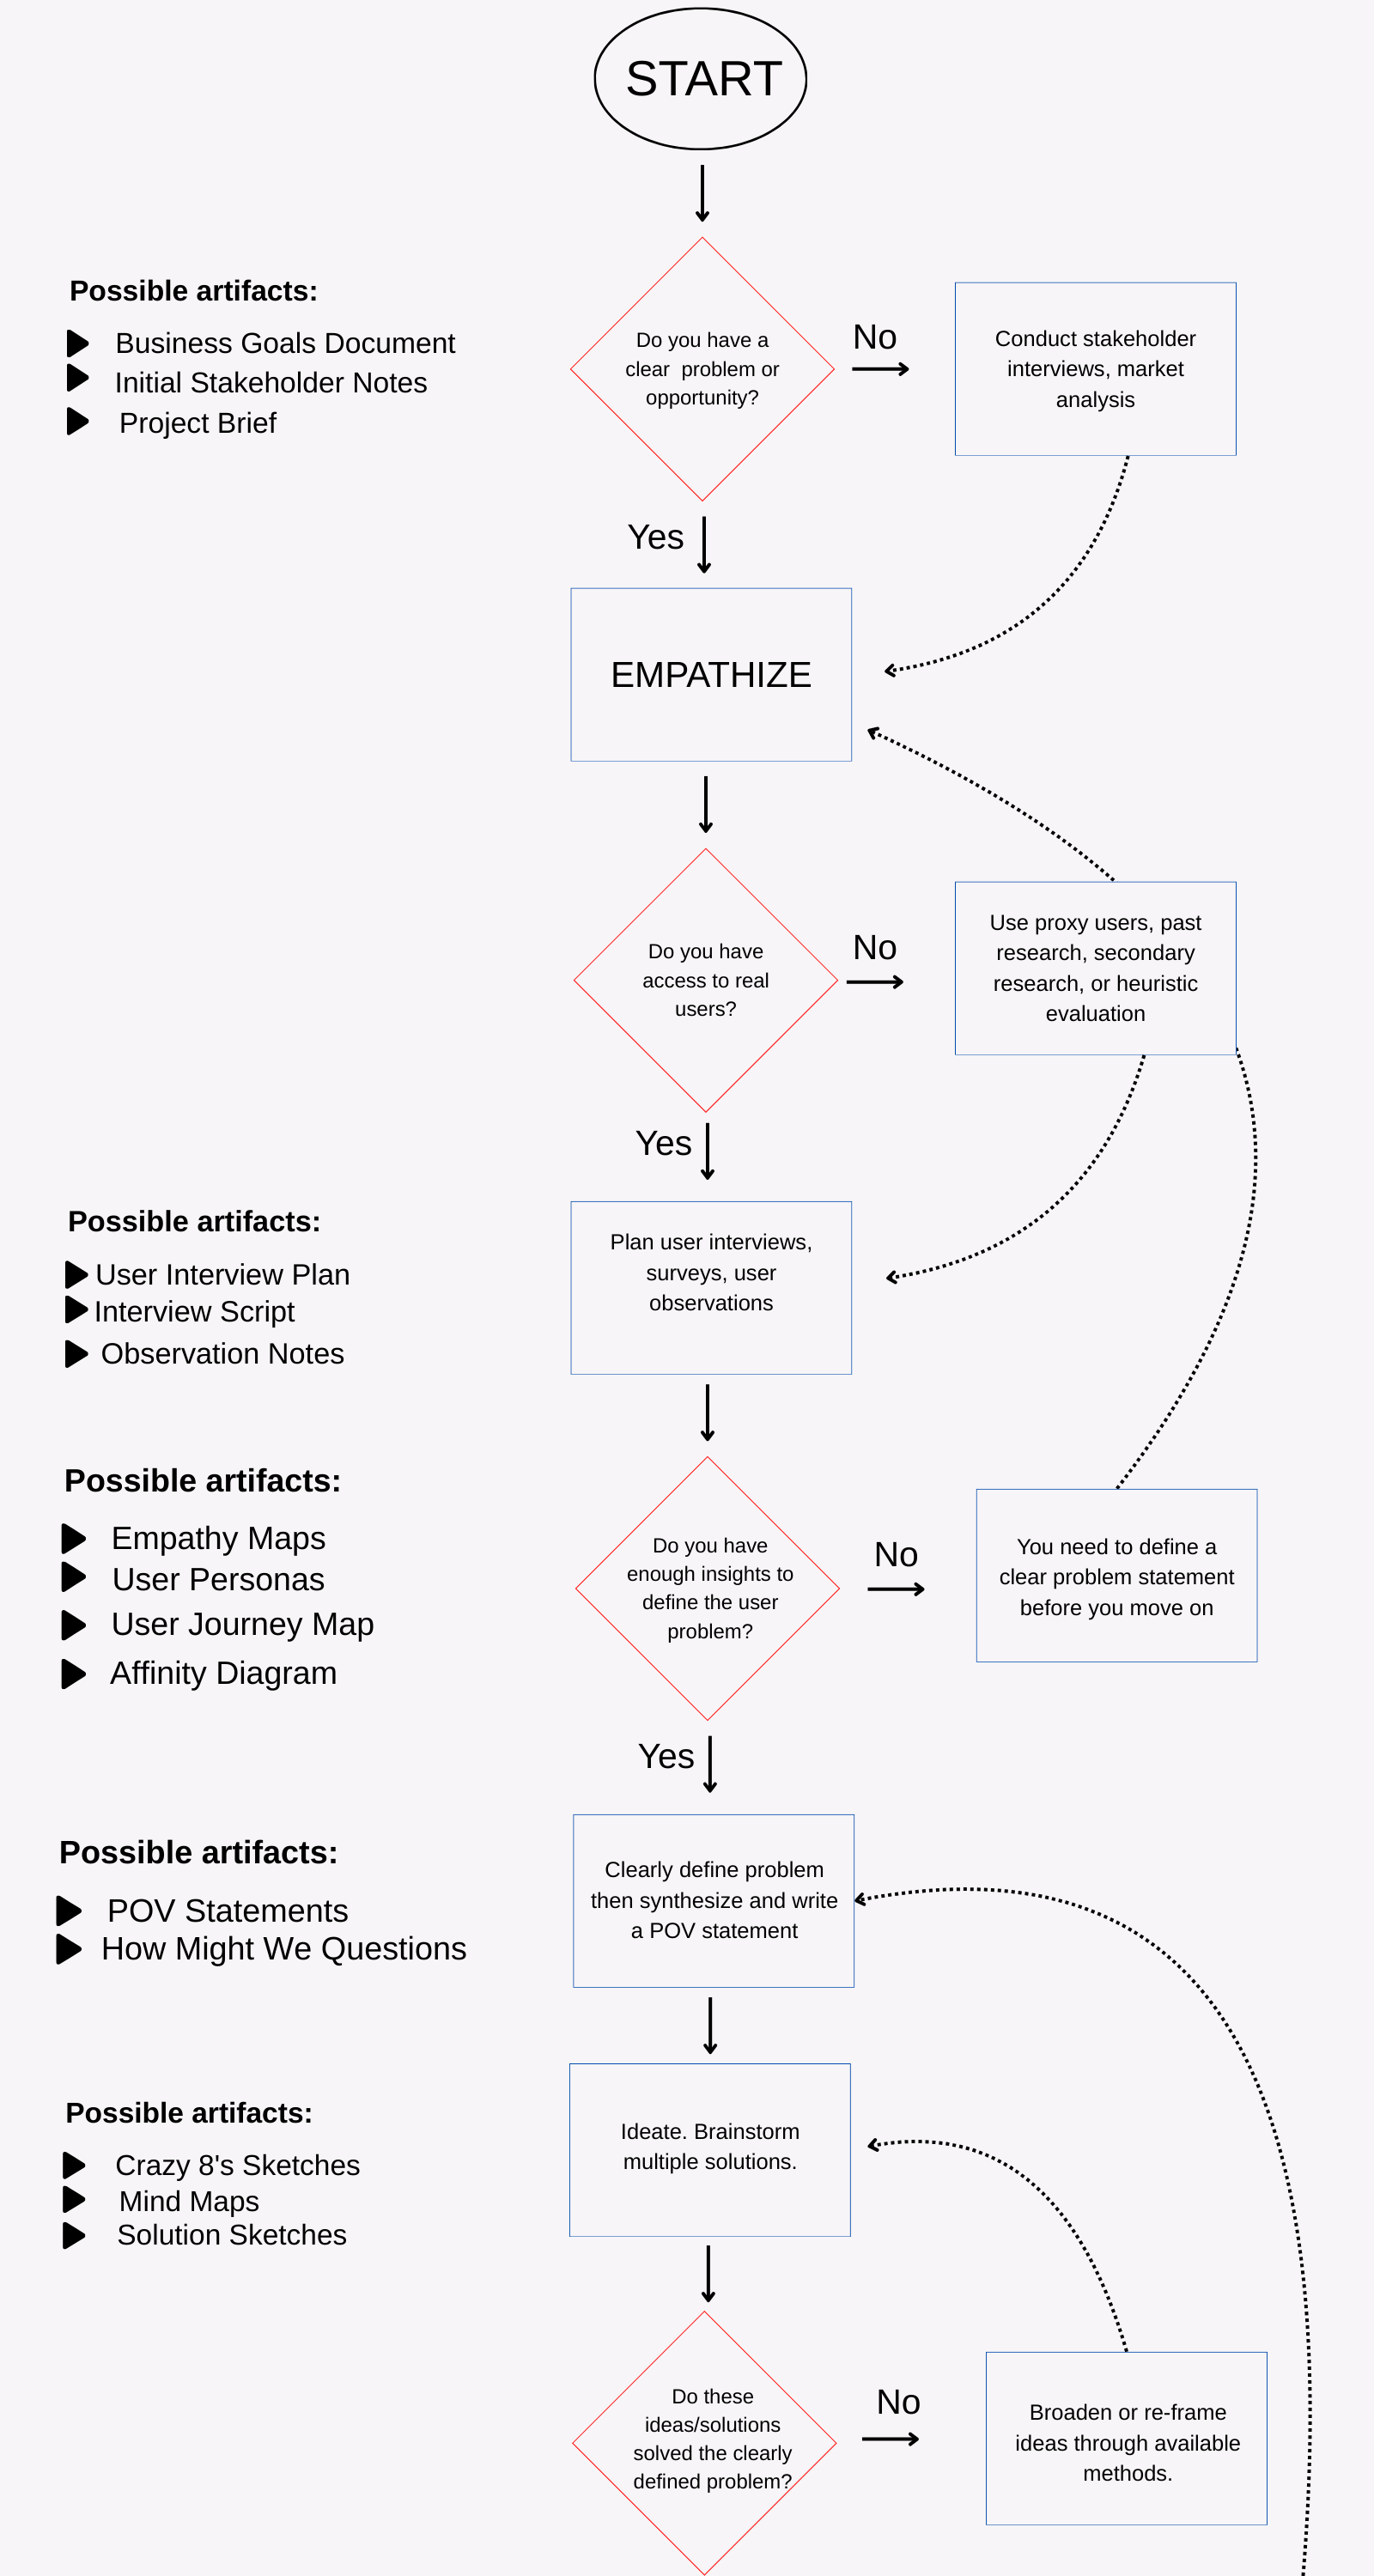 START
Possible artifacts:
Business Goals Document
Initial Stakeholder Notes
Project Brief
Do you have a
clear problem or
opportunity?
No
Conduct stakeholder
interviews, market
analysis
Yes
EMPATHIZE
Do you have
access to real
users?
No
Use proxy users, past
research, secondary
research, or heuristic
evaluation
Yes
Possible artifacts:
User Interview Plan
Interview Script
Observation Notes
Plan user interviews,
surveys, user
observations
Possible artifacts:
Empathy Maps
User Personas
User Journey Map
Affinity Diagram
Do you have
enough insights to
define the user
problem?
No
You need to define a
clear problem statement
before you move on
Yes
Possible artifacts:
POV Statements
How Might We Questions
Clearly define problem
then synthesize and write
a POV statement
Possible artifacts:
Crazy 8's Sketches
Mind Maps
Solution Sketches
Ideate. Brainstorm
multiple solutions.
Do these
ideas/solutions
solved the clearly
defined problem?
No
Broaden or re-frame
ideas through available
methods.